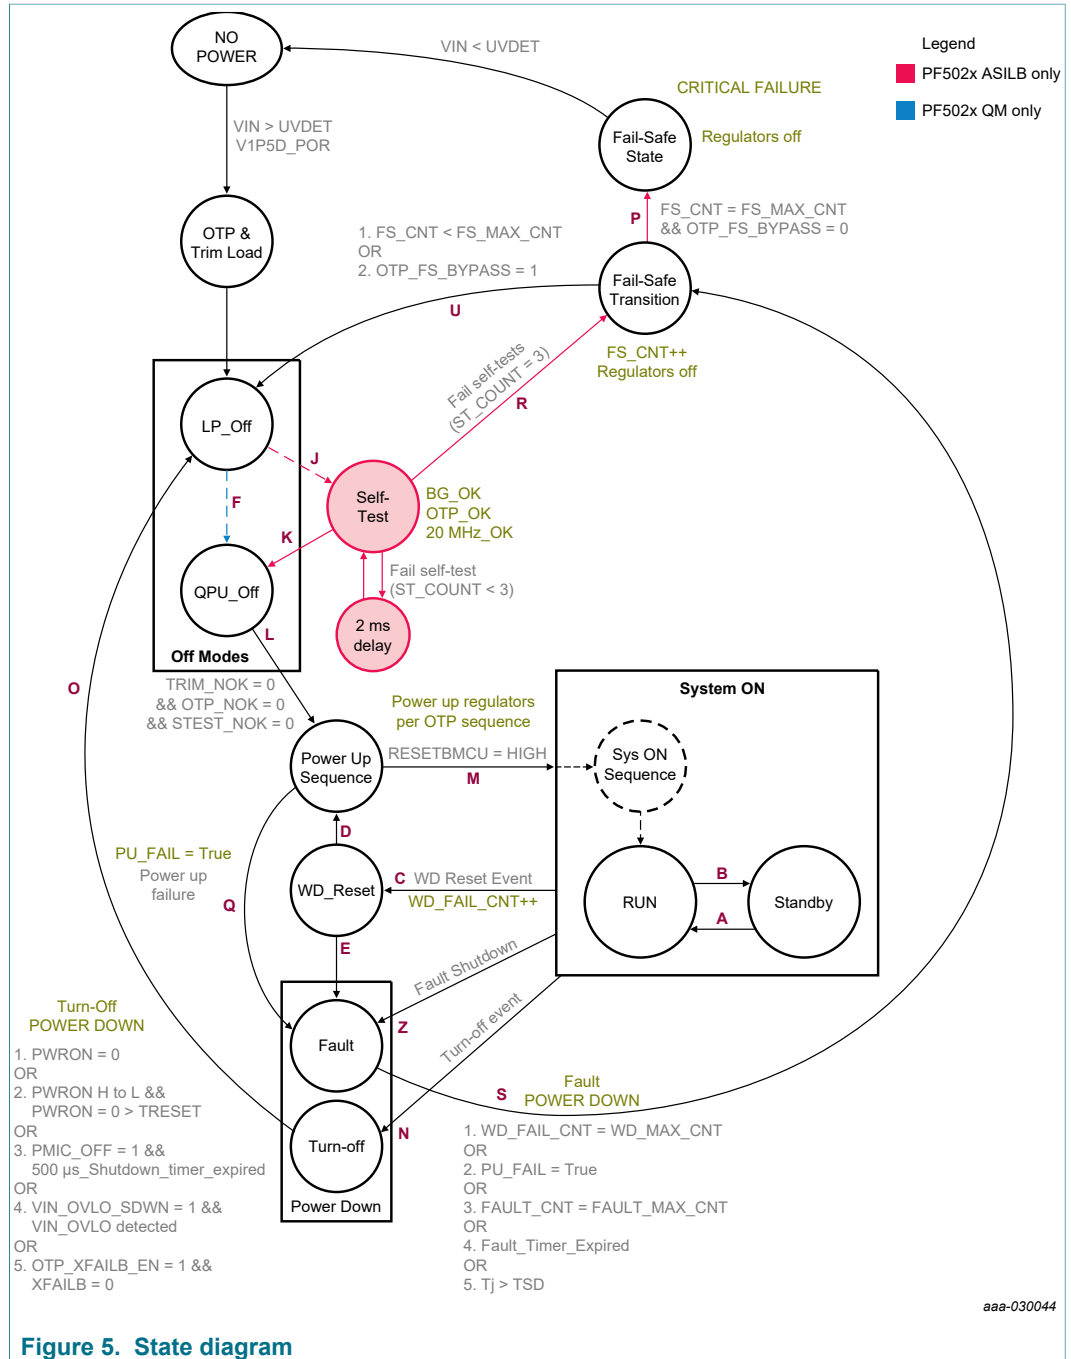 NO
POWER
VIN < UVDET
Legend
PF502x ASILB only
PF502x QM only
CRITICAL FAILURE
Fail-Safe
State
Regulators off
VIN > UVDET
V1P5D_POR
P
FS_CNT = FS_MAX_CNT
&& OTP_FS_BYPASS = 0
OTP &
Trim Load
1. FS_CNT < FS_MAX_CNT
OR
2. OTP_FS_BYPASS = 1
Fail-Safe
Transition
U
FS_CNT++
Regulators off
Fail self-tests
(ST_COUNT = 3)
R
LP_Off
J
F
Self-
Test
BG_OK
OTP_OK
20 MHz_OK
K
QPU_Off
Fail self-test
(ST_COUNT < 3)
2 ms
delay
L
Off Modes
O
TRIM_NOK = 0
&& OTP_NOK = 0
&& STEST_NOK = 0
Power up regulators
per OTP sequence
System ON
Power Up
Sequence
RESETBMCU = HIGH
M
Sys ON
Sequence
D
PU_FAIL = True
Power up
failure
Q
WD_Reset
C WD Reset Event
WD_FAIL_CNT++
RUN
B
A
Standby
E
Fault Shutdown
Z
Turn-off event
Fault
Turn-Off
POWER DOWN
1. PWRON = 0
OR
2. PWRON H to L &&
PWRON = 0 > TRESET
OR
3. PMIC_OFF = 1 &&
500 µs_Shutdown_timer_expired
OR
4. VIN_OVLO_SDWN = 1 &&
VIN_OVLO detected
OR
5. OTP_XFAILB_EN = 1 &&
XFAILB = 0
Turn-off
N
Power Down
S
Fault
POWER DOWN
1. WD_FAIL_CNT = WD_MAX_CNT
OR
2. PU_FAIL = True
OR
3. FAULT_CNT = FAULT_MAX_CNT
OR
4. Fault_Timer_Expired
OR
5. Tj > TSD
aaa-030044
Figure 5. State diagram